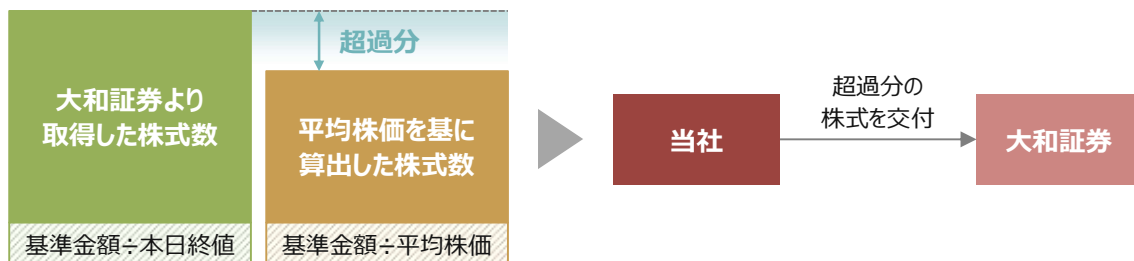 大和証券より
取得した株式数
基準金額÷本日終値
超過分
平均株価を基に
算出した株式数
基準金額÷平均株価
当社
超過分の
株式を交付
大和証券